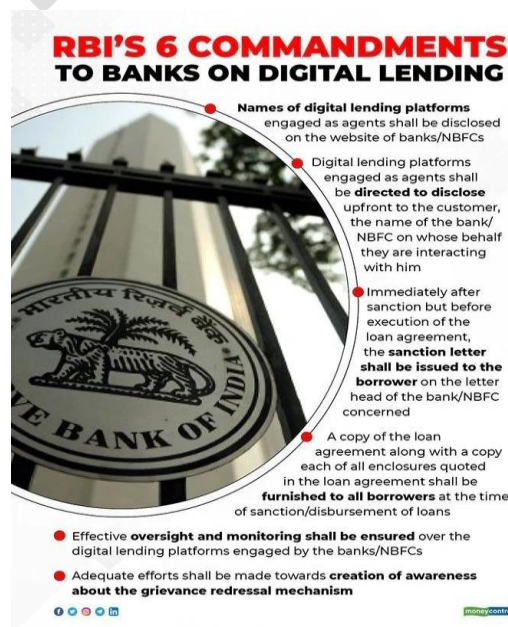 RBI'S 6 COMMANDMENTS
TO BANKS ON DIGITAL LENDING
Names of digital lending platforms
engaged as agents shall be disclosed
on the website of banks/NBFCs
Digital lending platforms
engaged as agents shall
be directed to disclose
upfront to the customer,
the name of the bank/
NBFC on whose behalf
they are interacting
with him
Immediately after
sanction but before
execution of the
loan agreement,
the sanction letter
shall be issued to the
borrower on the letter
head of the bank/NBFC
concerned
A copy of the loan
agreement along with a copy
each of all enclosures quoted
in the loan agreement shall be
furnished to all borrowers at the time
of sanction/disbursement of loans
भारतीय रिज़र्व बैंक
VE BANK OF INDIA
Effective oversight and monitoring shall be ensured over the
digital lending platforms engaged by the banks/NBFCs
Adequate efforts shall be made towards creation of awareness
about the grievance redressal mechanism
moneycontr